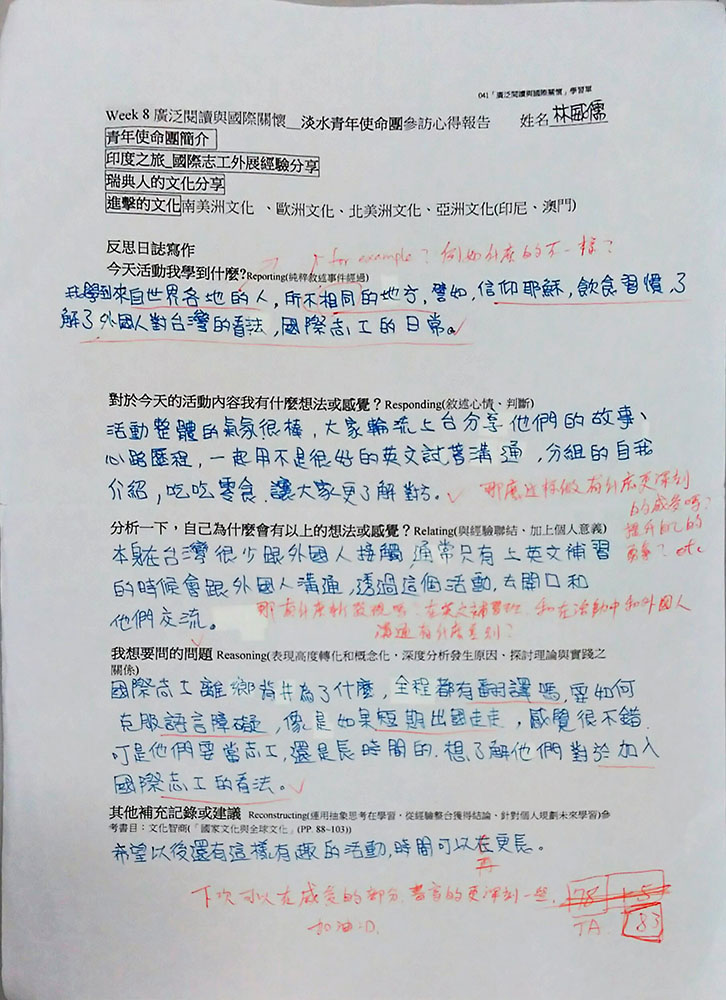 041「廣泛閱讀與國際關懷」學習單
Week 8 廣泛閱讀與國際關懷__淡水青年使命團參訪心得報告 姓名 林威儒
青年使命團簡介
印度之旅_國際志工外展經驗分享
瑞典人的文化分享
進擊的文化南美洲文化 、歐洲文化、北美洲文化、亞洲文化(印尼、澳門)
反思日誌寫作
for example? 例如什麼的不一樣?
今天活動我學到什麼?Reporting(純粹敘述事件經過)
我學到來自世界各地的人，所不相同的地方，譬如，信仰耶穌，飲食習慣，了
解了外國人對台灣的看法，國際志工的日常。
對於今天的活動內容我有什麼想法或感覺？Responding(敘述心情、判斷)
活動整體的氣氛很棒，大家輪流上台分享他們的故事、
心路歷程，一起用不是很好的英文試著溝通，分組的自我
介紹，吃吃零食，讓大家更了解對方。
那麼這樣做有什麼更深刻
的感受嗎?
提升自己的
勇氣? etc
分析一下，自己為什麼會有以上的想法或感覺？Relating(與經驗聯結、加上個人意義)
本身在台灣很少跟外國人接觸，通常只有上英文補習
的時候會跟外國人溝通，透過這個活動，去開口和
他們交流。
那有什麼新發現嗎？在英文補習班和在活動中和外國人
溝通有什麼差別?
我想要問的問題 Reasoning(表現高度轉化和概念化，深度分析發生原因、探討理論與實踐之
關係)
國際志工離鄉背井為了什麼，全程都有翻譯嗎，要如何
克服語言障礙，像是如果短期出國走走，感覺很不錯，
可是他們要當志工，還是長時間的，想了解他們對於加入
國際志工的看法。
其他補充記錄或建議 Reconstructing(運用抽象思考在學習，從經驗整合獲得結論、針對個人規劃未來學習)參
考書目：文化智商(「國家文化與全球文化」(PP. 88~103))
希望以後還有這樣有趣的活動，時間可以在更長。
再
下次可以在感受的部分，書寫的更深刻一些，
加油:D.
78 +5
TA 83